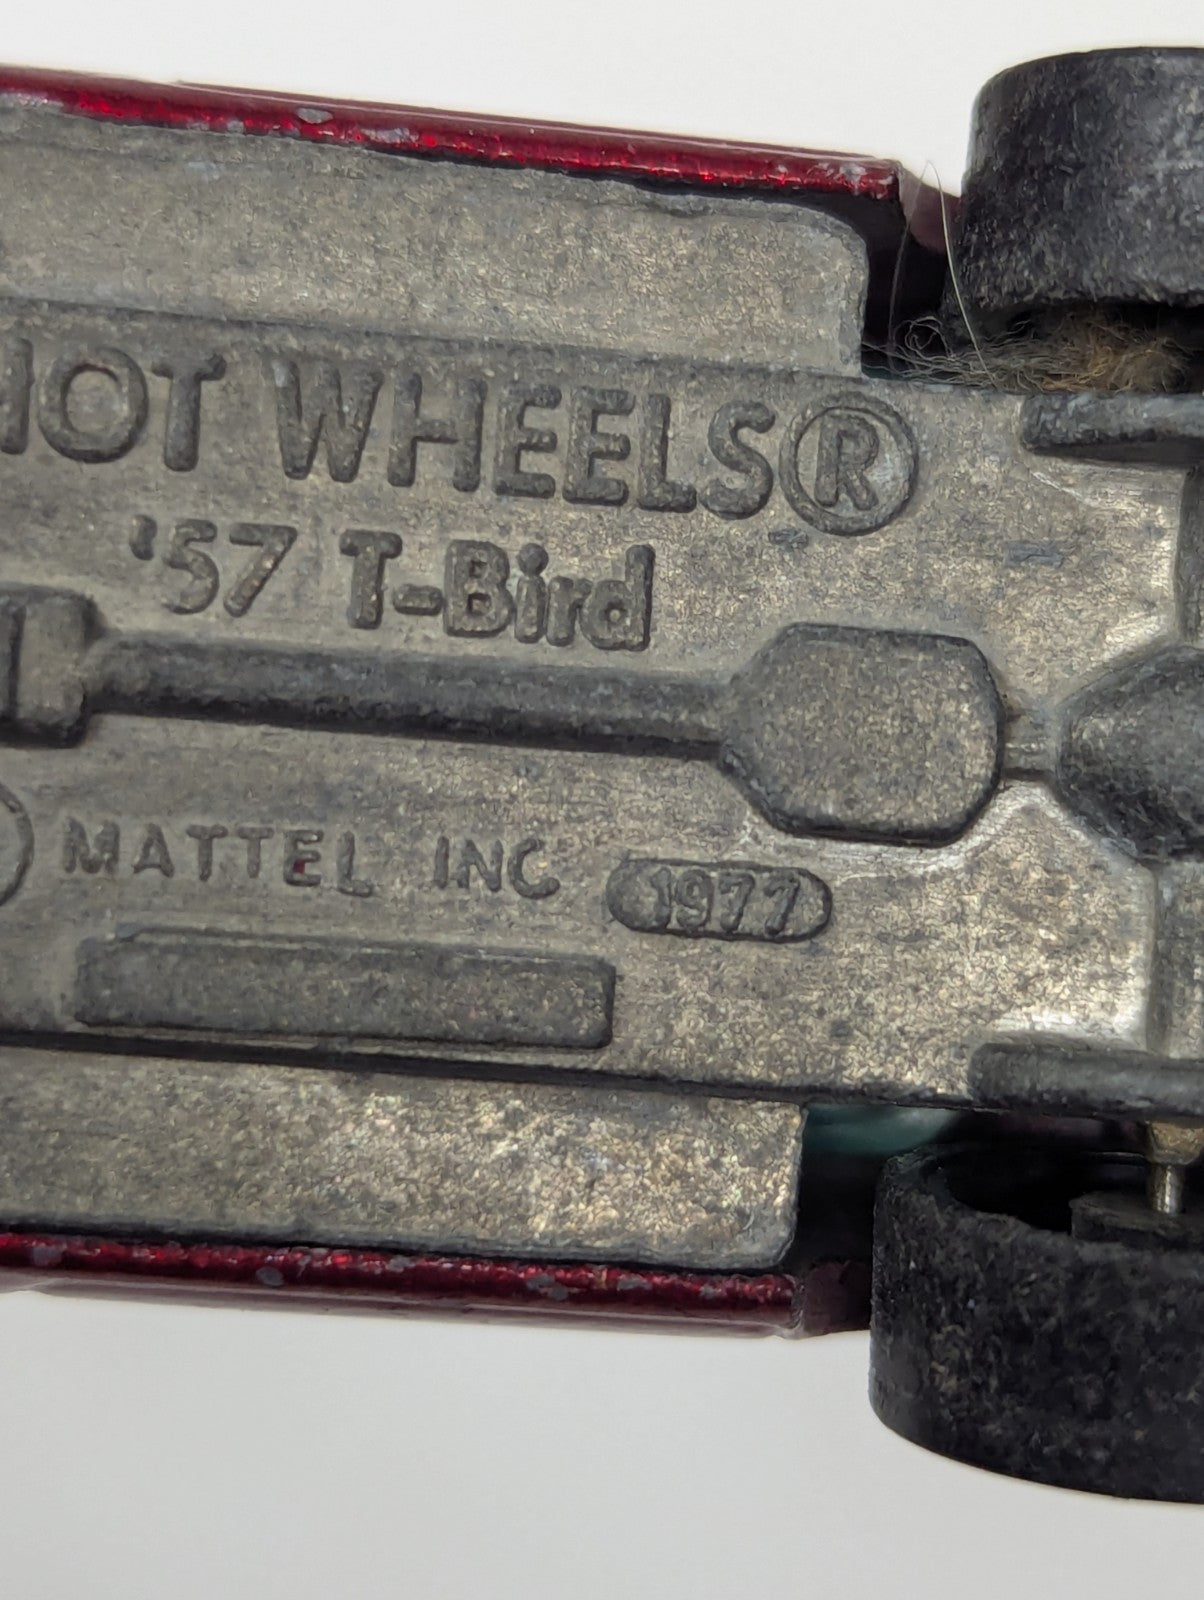 HOT WHEELS®
'57 T-Bird
MATTEL INC 1977